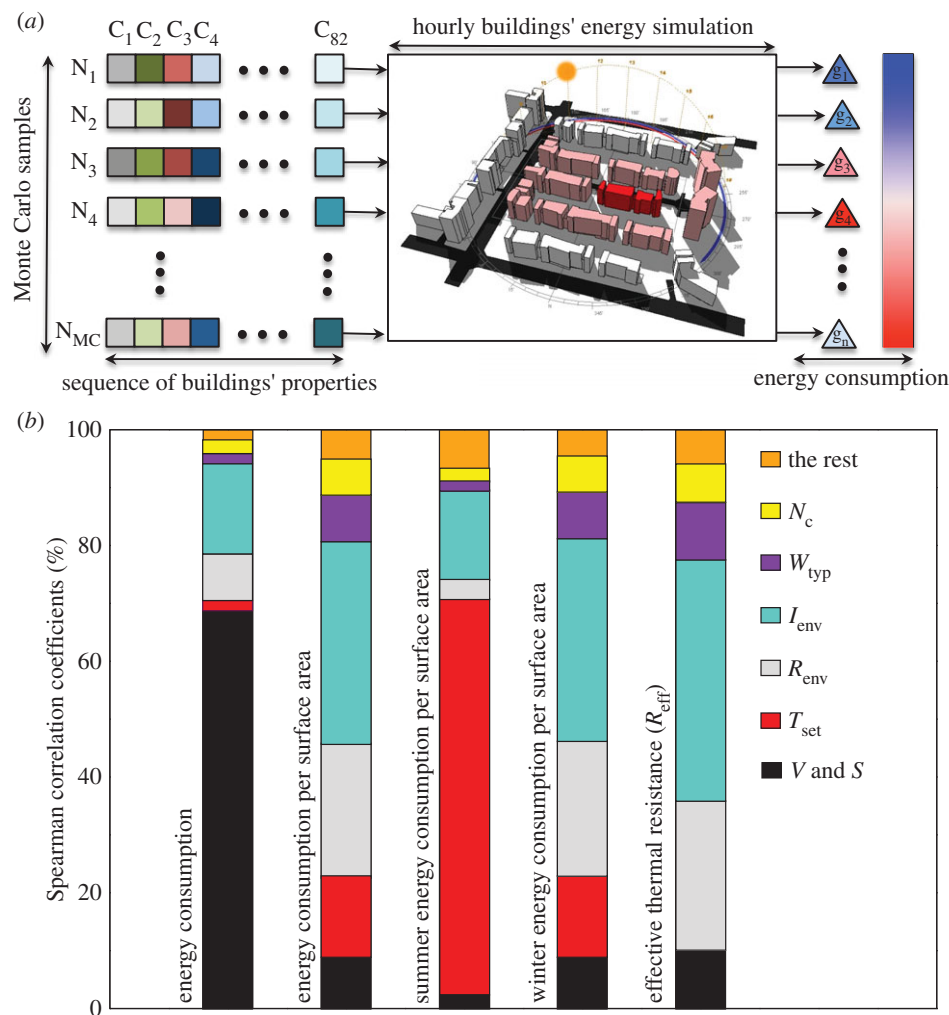 (a)
C1 C2 C3 C4 C82
hourly buildings' energy simulation
Monte Carlo samples
N1
N2
N3
N4
NMC
g1
g2
g3
g4
gn
sequence of buildings' properties
energy consumption
(b)
Spearman correlation coefficients (%)
100
80
60
40
20
0
energy consumption
energy consumption per surface area
summer energy consumption per surface area
winter energy consumption per surface area
effective thermal resistance (Reff)
the rest
Nc
Wtyp
Ienv
Renv
Tset
V and S